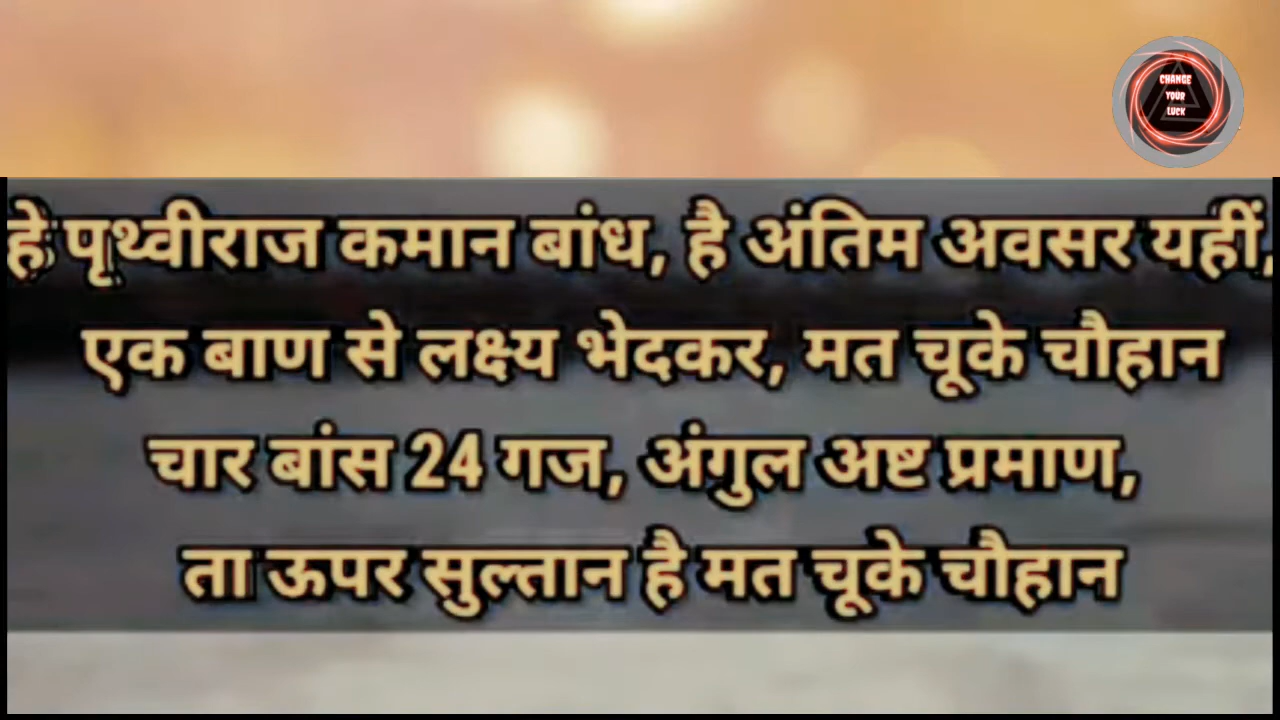 CHANGE
YOUR
LUCK
हे पृथ्वीराज कमान बांध, है अंतिम अवसर यहीं,
एक बाण से लक्ष्य भेदकर, मत चूके चौहान
चार बांस 24 गज, अंगुल अष्ट प्रमाण,
ता ऊपर सुल्तान है मत चूके चौहान